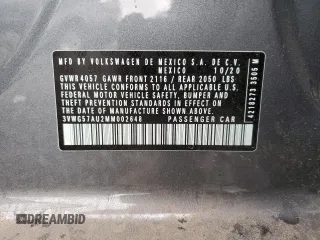 MFD BY VOLKSWAGEN DE MEXICO S.A. DE C.V.
MEXICO 10/20
GVWR 4057 GAWR FRONT 2116 / REAR 2050 LBS
THIS VEHICLE CONFORMS TO ALL APPLICABLE
FEDERAL MOTOR VEHICLE SAFETY, BUMPER, AND
THEFT PREVENTION STANDARDS IN EFFECT ON THE
DATE OF MANUFACTURE SHOWN ABOVE
3VWG57AU2MM002648 PASSENGER CAR
DREAMBID